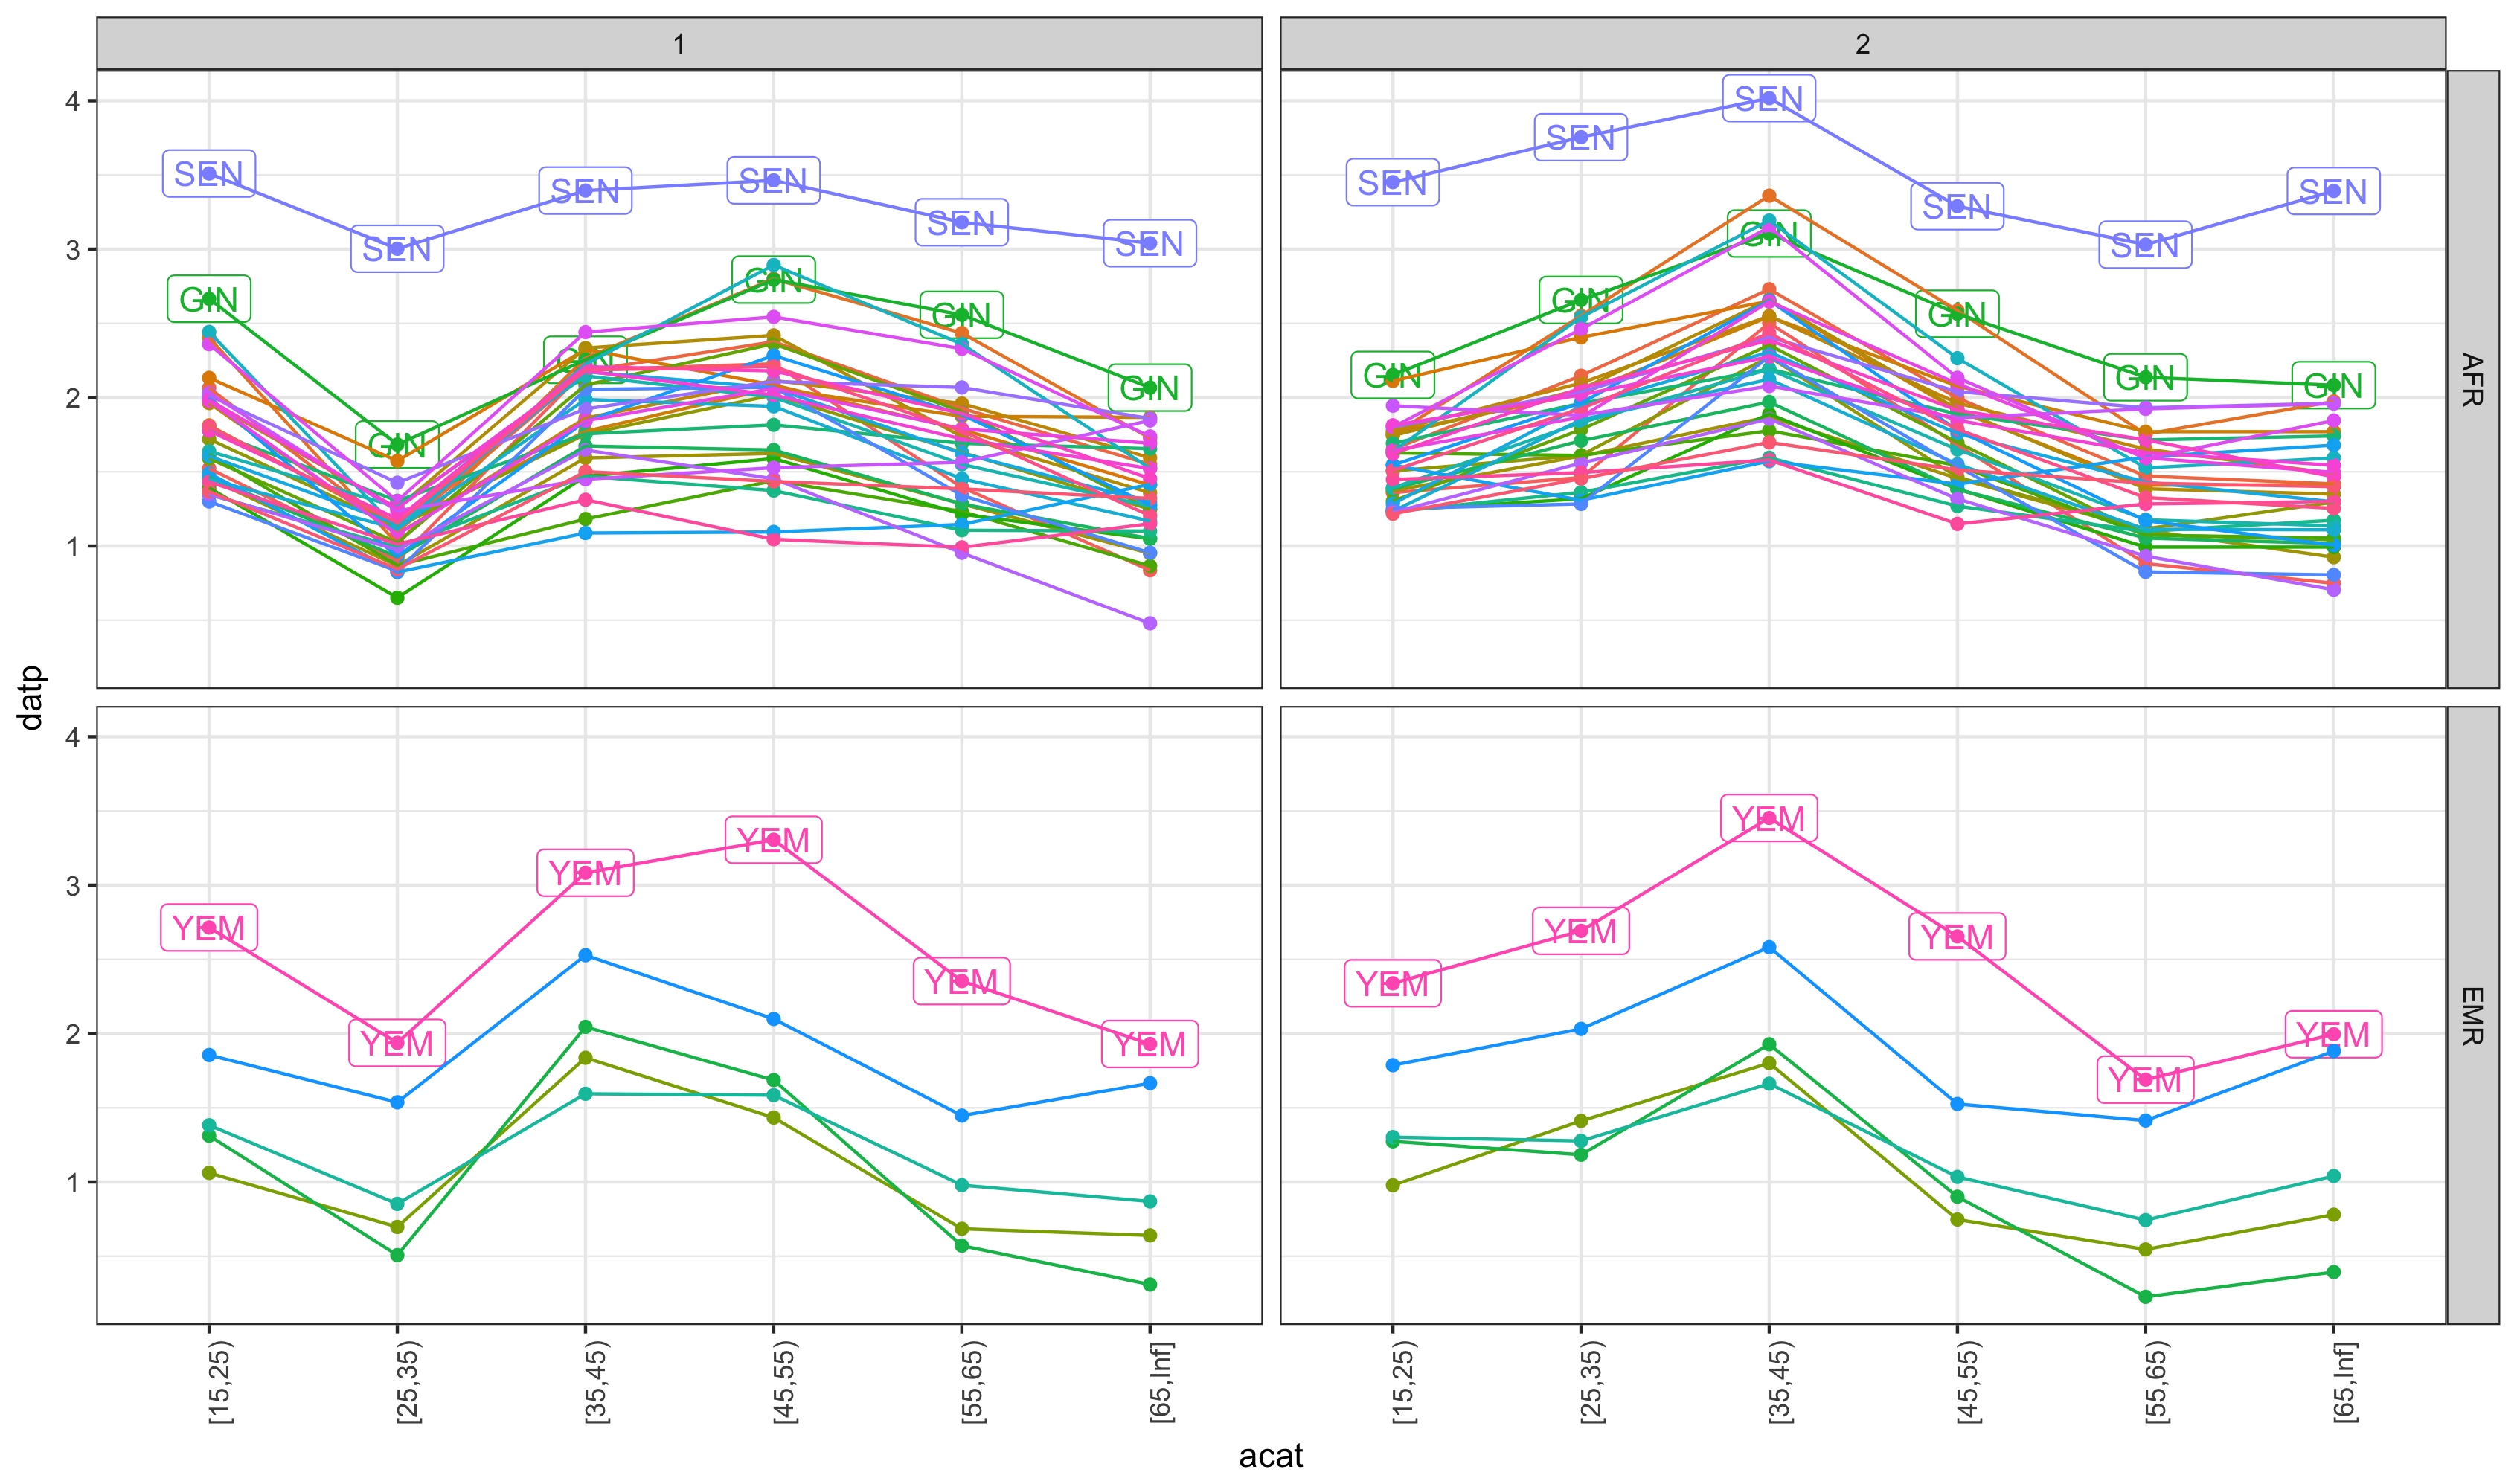 1
2
4
3
2
1
AFR
SEN
SEN
SEN
SEN
SEN
SEN
GIN
GIN
GIN
GIN
GIN
GIN
SEN
SEN
SEN
SEN
SEN
SEN
GIN
GIN
GIN
GIN
GIN
GIN
datp
4
3
2
1
EMR
YEM
YEM
YEM
YEM
YEM
YEM
YEM
YEM
YEM
YEM
YEM
YEM
[15,25)
[25,35)
[35,45)
[45,55)
[55,65)
[65,Inf]
[15,25)
[25,35)
[35,45)
[45,55)
[55,65)
[65,Inf]
acat